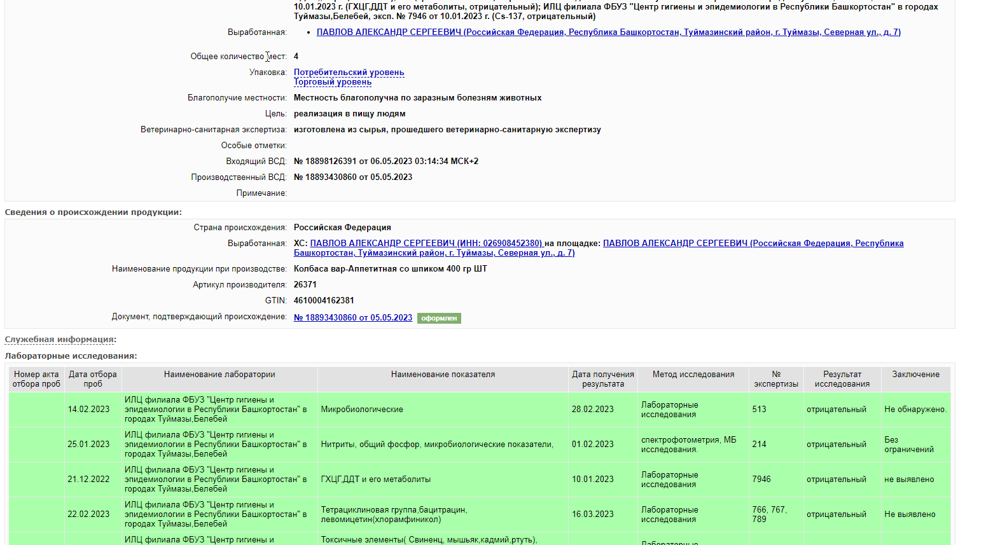 10.01.2023 г. (ГХЦГ,ДДТ и его метаболиты, отрицательный); ИЛЦ филиала ФБУЗ "Центр гигиены и эпидемиологии в Республики Башкортостан" в городах
Туймазы,Белебей, эксп. № 7946 от 10.01.2023 г. (Cs-137, отрицательный)
Выработанная: • ПАВЛОВ АЛЕКСАНДР СЕРГЕЕВИЧ (Российская Федерация, Республика Башкортостан, Туймазинский район, г. Туймазы, Северная ул., д. 7)
Общее количество мест: 4
Упаковка: Потребительский уровень
Торговый уровень
Благополучие местности: Местность благополучна по заразным болезням животных
Цель: реализация в пищу людям
Ветеринарно-санитарная экспертиза: изготовлена из сырья, прошедшего ветеринарно-санитарную экспертизу
Особые отметки:
Входящий ВСД: № 18898126391 от 06.05.2023 03:14:34 МСК+2
Производственный ВСД: № 18893430860 от 05.05.2023
Примечание:
Сведения о происхождении продукции:
Страна происхождения: Российская Федерация
Выработанная: ХС: ПАВЛОВ АЛЕКСАНДР СЕРГЕЕВИЧ (ИНН: 026908452380) на площадке: ПАВЛОВ АЛЕКСАНДР СЕРГЕЕВИЧ (Российская Федерация, Республика
Башкортостан, Туймазинский район, г. Туймазы, Северная ул., д. 7)
Наименование продукции при производстве: Колбаса вар-Аппетитная со шпиком 400 гр ШТ
Артикул производителя: 26371
GTIN: 4610004162381
Документ, подтверждающий происхождение: № 18893430860 от 05.05.2023 оформлен
Служебная информация:
Лабораторные исследования:
Номер акта отбора проб Дата отбора проб Наименование лаборатории Наименование показателя Дата получения результата Метод исследования № экспертизы Результат исследования Заключение
14.02.2023 ИЛЦ филиала ФБУЗ "Центр гигиены и эпидемиологии в Республики Башкортостан" в городах Туймазы,Белебей Микробиологические 28.02.2023 Лабораторные исследования 513 отрицательный Не обнаружено.
25.01.2023 ИЛЦ филиала ФБУЗ "Центр гигиены и эпидемиологии в Республики Башкортостан" в городах Туймазы,Белебей Нитриты, общий фосфор, микробиологические показатели, 01.02.2023 спектрофотометрия, МБ исследования. 214 отрицательный Без ограничений
21.12.2022 ИЛЦ филиала ФБУЗ "Центр гигиены и эпидемиологии в Республики Башкортостан" в городах Туймазы,Белебей ГХЦГ,ДДТ и его метаболиты 10.01.2023 Лабораторные исследования 7946 отрицательный не выявлено
22.02.2023 ИЛЦ филиала ФБУЗ "Центр гигиены и эпидемиологии в Республики Башкортостан" в городах Туймазы,Белебей Тетрациклиновая группа,бацитрацин, левомицетин(хлорамфиникол) 16.03.2023 Лабораторные исследования 766, 767, 789 отрицательный Не выявлено
ИЛЦ филиала ФБУЗ "Центр гигиены и Токсичные элементы( Свиненц, мышьяк,кадмий,ртуть), Лабораторные